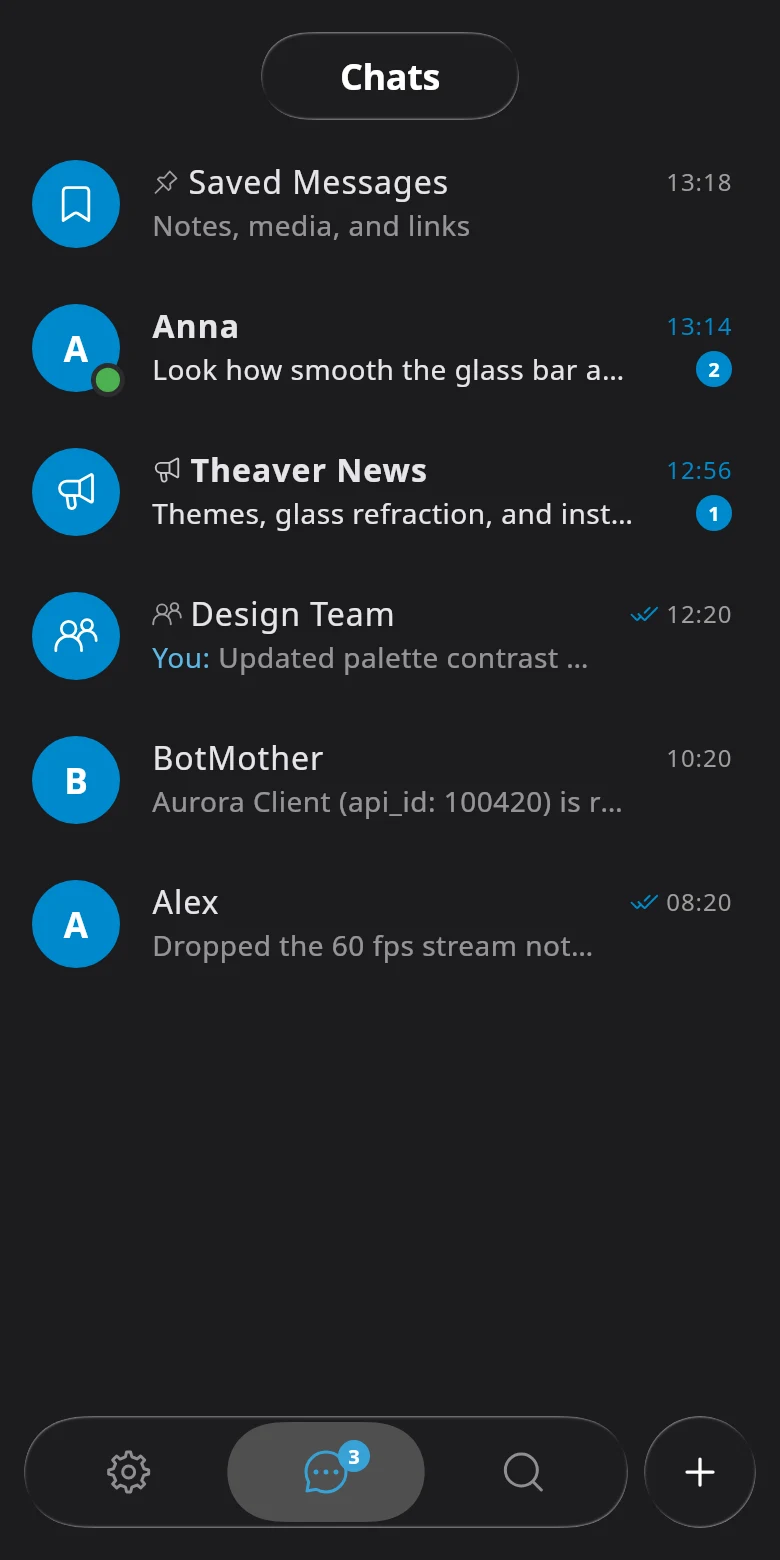 Chats
Saved Messages 13:18
Notes, media, and links
Anna 13:14
Look how smooth the glass bar a... 2
Theaver News 12:56
Themes, glass refraction, and inst... 1
Design Team 12:20
You: Updated palette contrast ...
BotMother 10:20
Aurora Client (api_id: 100420) is r...
Alex 08:20
Dropped the 60 fps stream not...
A
B
A
3